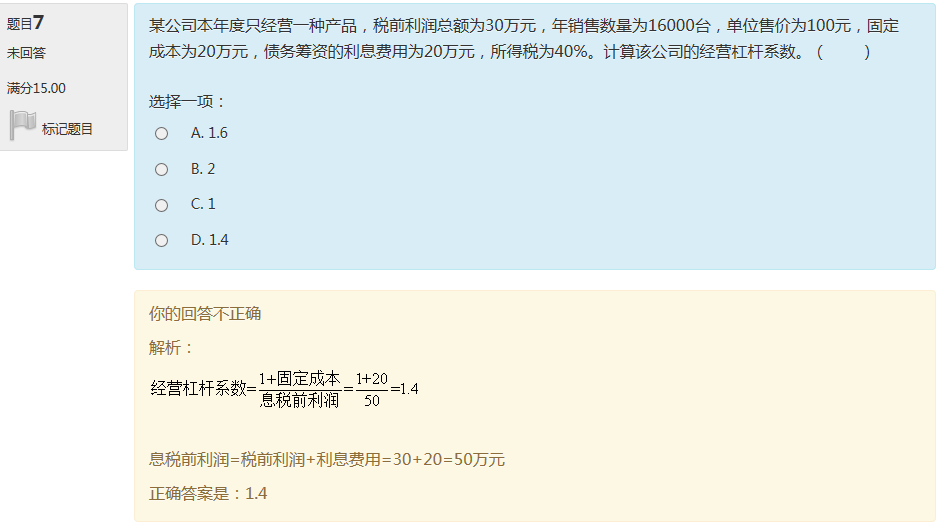 题目7
未回答
满分15.00
标记题目
某公司本年度只经营一种产品，税前利润总额为30万元，年销售数量为16000台，单位售价为100元，固定
成本为20万元，债务筹资的利息费用为20万元，所得税为40%。计算该公司的经营杠杆系数。（　　）
选择一项：
A. 1.6
B. 2
C. 1
D. 1.4
你的回答不正确
解析：
经营杠杆系数=1+固定成本/息税前利润=1+20/50=1.4
息税前利润=税前利润+利息费用=30+20=50万元
正确答案是：1.4